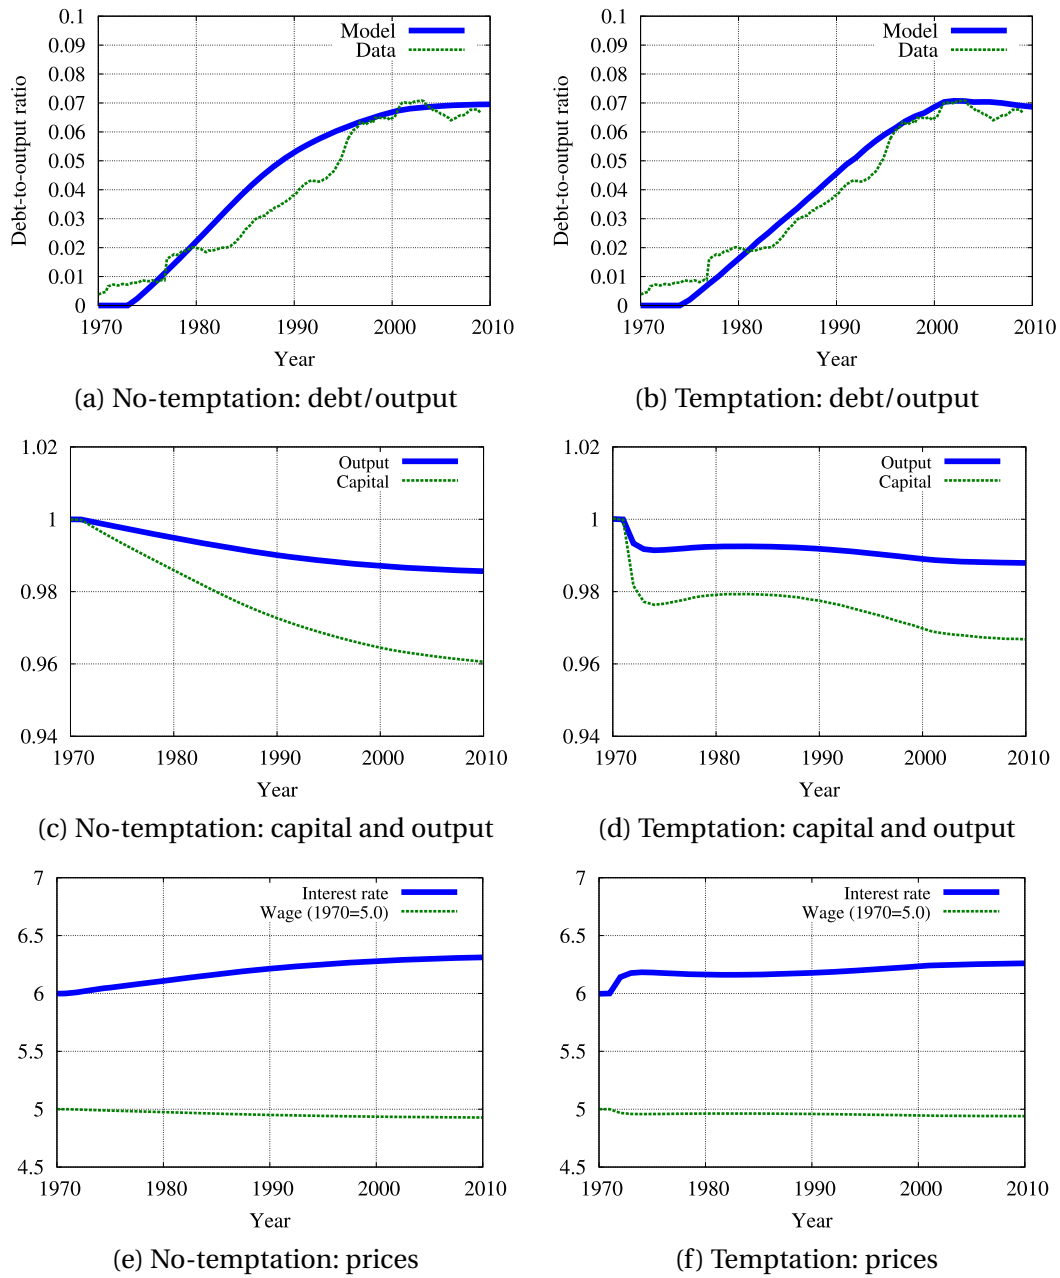 0.1
0.09
0.08
0.07
0.06
0.05
0.04
0.03
0.02
0.01
0
Debt-to-output ratio
Model
Data
1970 1980 1990 2000 2010
Year
(a) No-temptation: debt/output
0.1
0.09
0.08
0.07
0.06
0.05
0.04
0.03
0.02
0.01
0
Debt-to-output ratio
Model
Data
1970 1980 1990 2000 2010
Year
(b) Temptation: debt/output
1.02
1
0.98
0.96
0.94
Output
Capital
1970 1980 1990 2000 2010
Year
(c) No-temptation: capital and output
1.02
1
0.98
0.96
0.94
Output
Capital
1970 1980 1990 2000 2010
Year
(d) Temptation: capital and output
7
6.5
6
5.5
5
4.5
Interest rate
Wage (1970=5.0)
1970 1980 1990 2000 2010
Year
(e) No-temptation: prices
7
6.5
6
5.5
5
4.5
Interest rate
Wage (1970=5.0)
1970 1980 1990 2000 2010
Year
(f) Temptation: prices